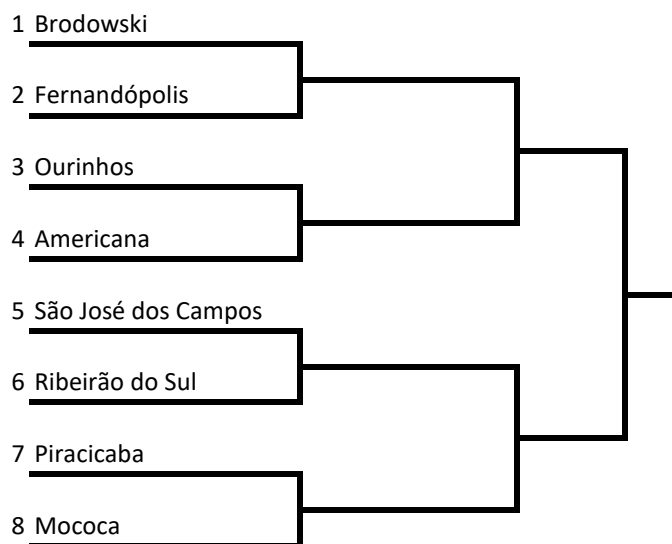 1 Brodowski
2 Fernandópolis
3 Ourinhos
4 Americana
5 São José dos Campos
6 Ribeirão do Sul
7 Piracicaba
8 Mococa